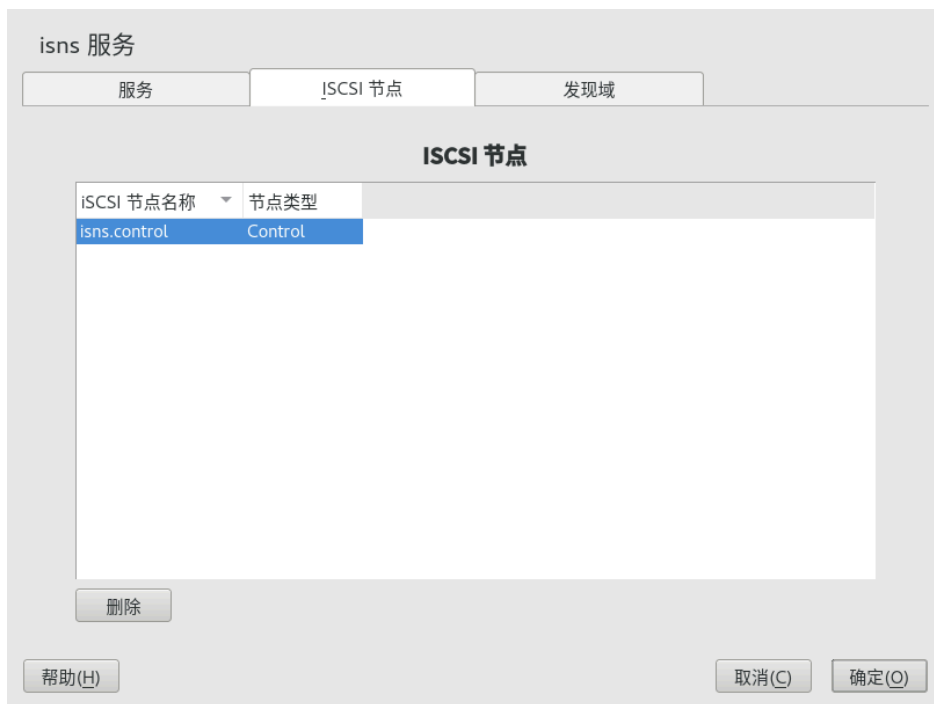 isns 服务
服务 ISCSI 节点 发现域
ISCSI 节点
iSCSI 节点名称 节点类型
isns.control Control
删除
帮助(H) 取消(C) 确定(O)